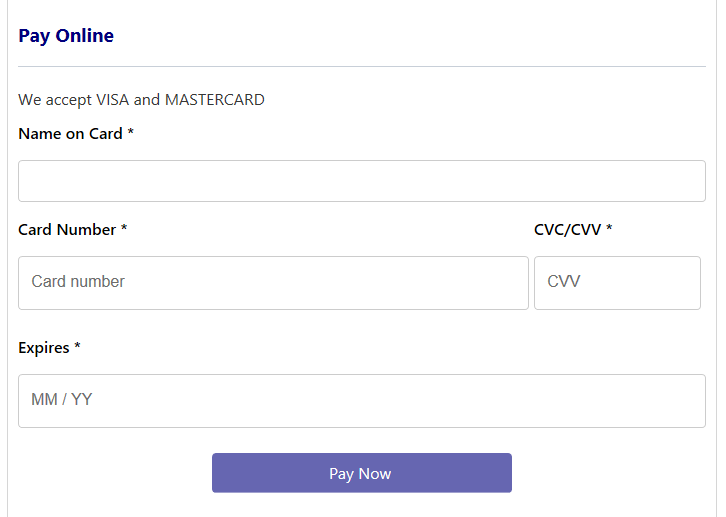 Pay Online
We accept VISA and MASTERCARD
Name on Card *
Card Number * CVC/CVV *
Card number CVV
Expires *
MM / YY
Pay Now